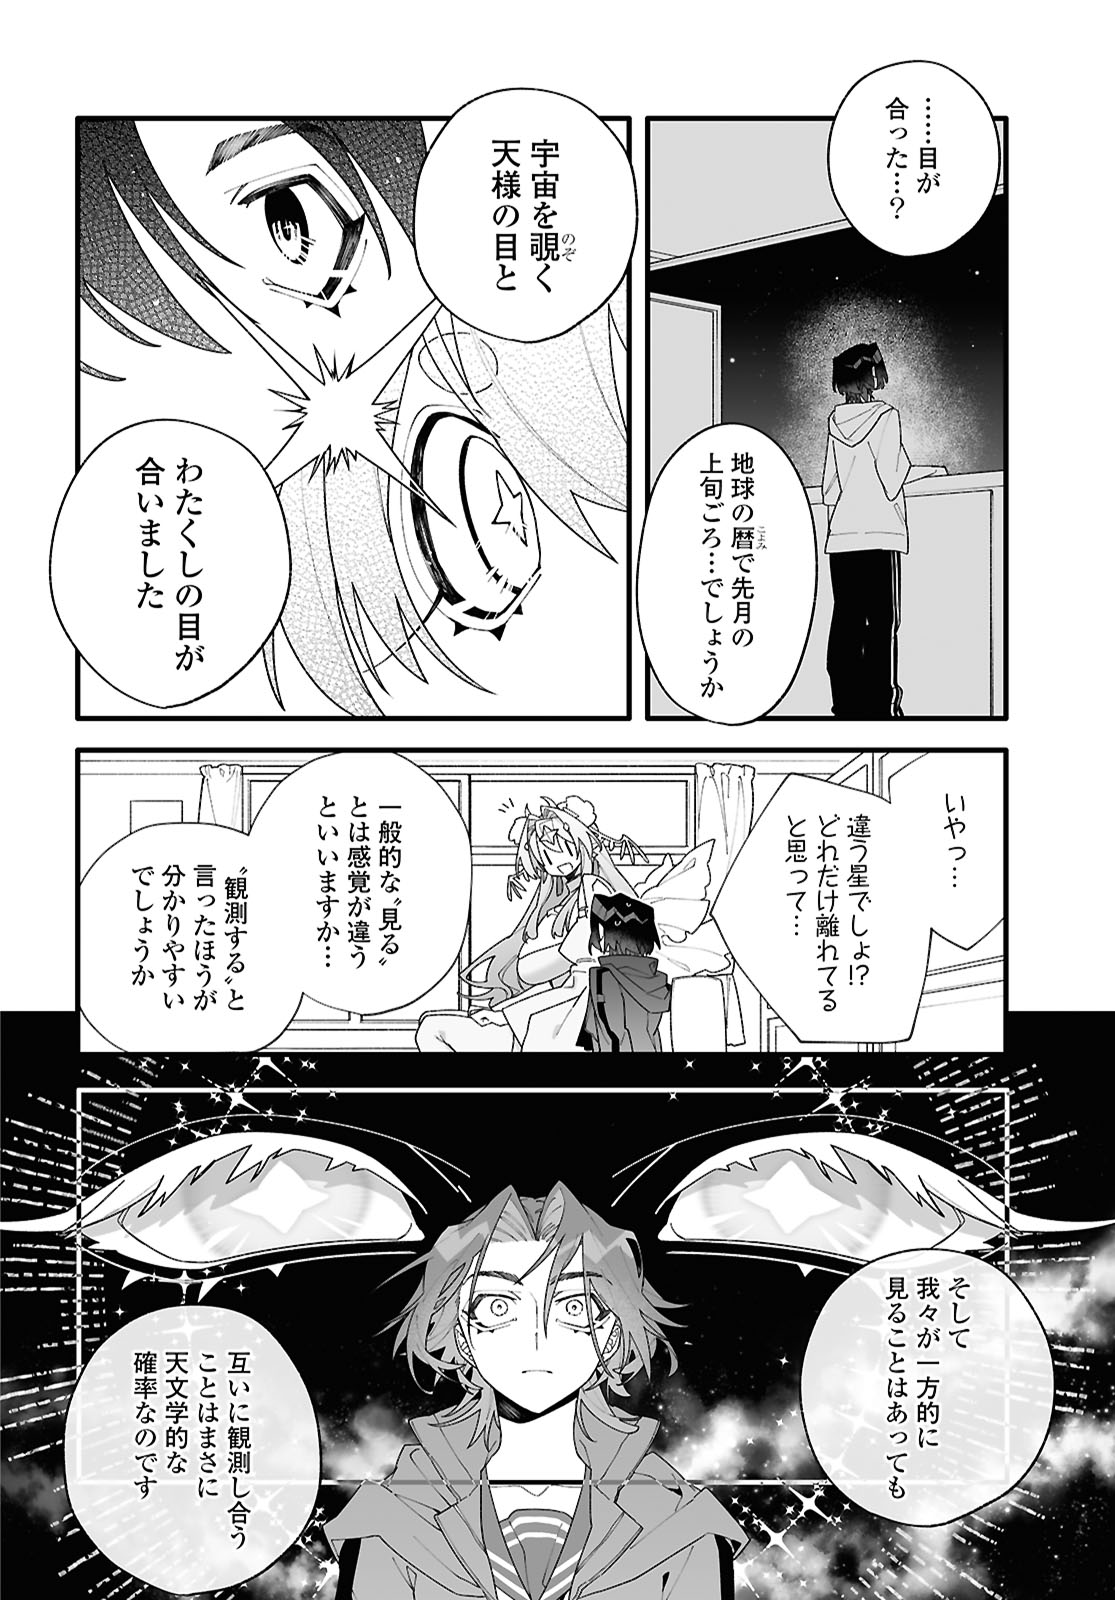 ……目が
合った…？
地球の暦で先月の
こよみ
上旬ごろ…でしょうか
宇宙を覗く
のぞ
天様の目と
わたくしの目が
合いました
いやっ…
違う星でしょ!?
どれだけ離れてる
と思って…
一般的な〝見る〟
とは感覚が違う
といいますか…
〝観測する〟と
言ったほうが
分かりやすい
でしょうか
そして
我々が一方的に
見ることはあっても
互いに観測し合う
ことはまさに
天文学的な
確率なのです